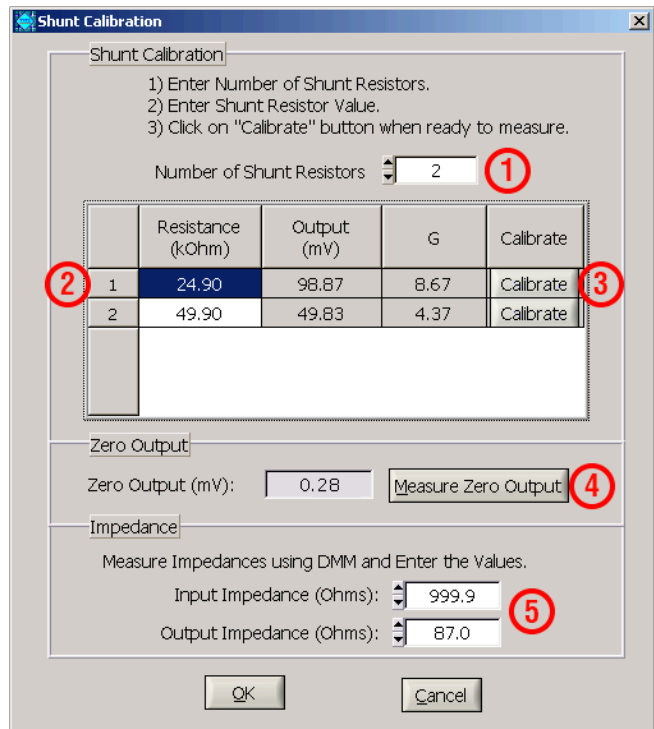 Shunt Calibration
Shunt Calibration
1) Enter Number of Shunt Resistors.
2) Enter Shunt Resistor Value.
3) Click on "Calibrate" button when ready to measure.
Number of Shunt Resistors 2 1
Resistance (kOhm) Output (mV) G Calibrate
2 1 24.90 98.87 8.67 Calibrate 3
2 49.90 49.83 4.37 Calibrate
Zero Output
Zero Output (mV): 0.28 Measure Zero Output 4
Impedance
Measure Impedances using DMM and Enter the Values.
Input Impedance (Ohms): 999.9
5
Output Impedance (Ohms): 87.0
OK Cancel